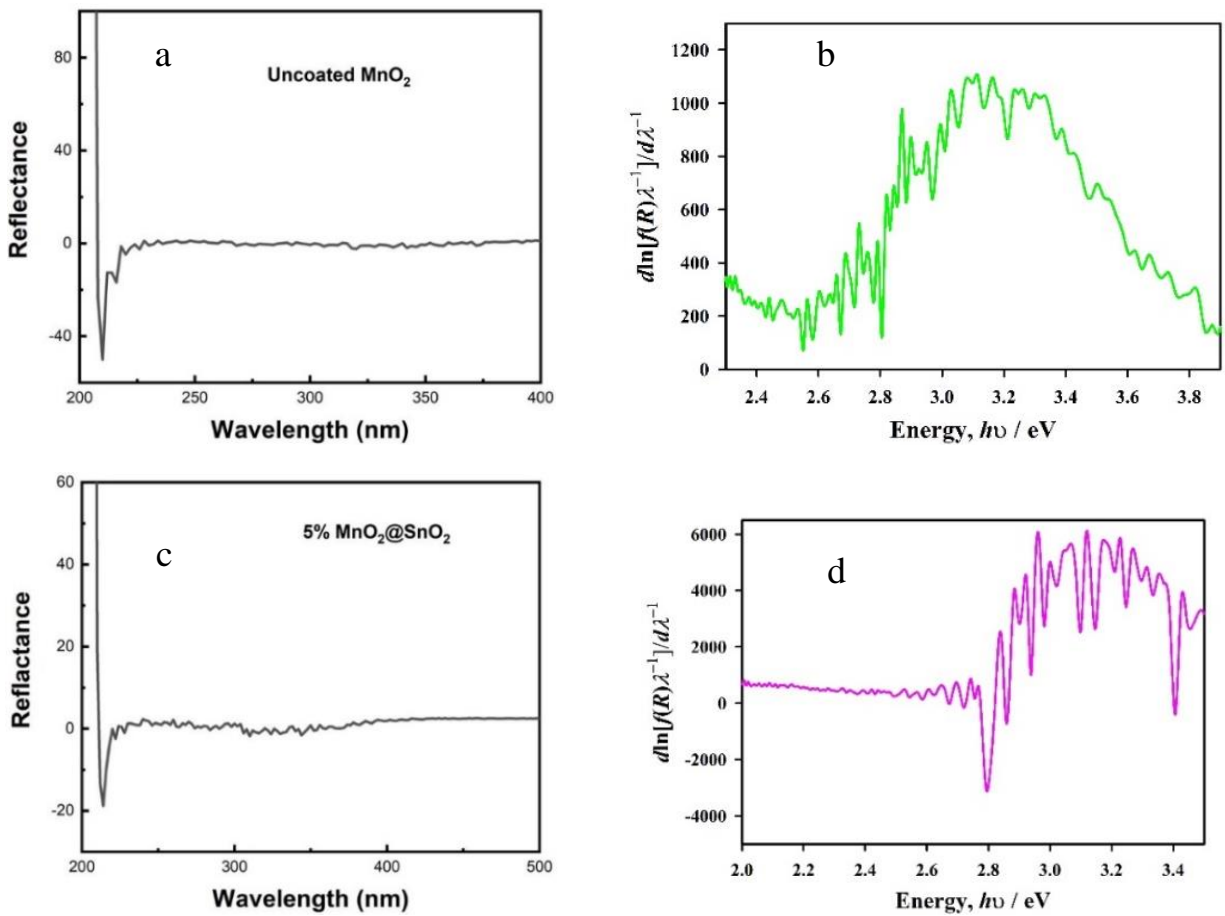 a
Uncoated MnO₂
Reflectance
80
40
0
-40
200 250 300 350 400
Wavelength (nm)
b
dln[f(R)λ⁻¹]/dλ⁻¹
1200
1000
800
600
400
200
0
2.4 2.6 2.8 3.0 3.2 3.4 3.6 3.8
Energy, hυ / eV
c
5% MnO₂@SnO₂
Reflactance
60
40
20
0
-20
200 300 400 500
Wavelength (nm)
d
dln[f(R)λ⁻¹]/dλ⁻¹
6000
4000
2000
0
-2000
-4000
2.0 2.2 2.4 2.6 2.8 3.0 3.2 3.4
Energy, hυ / eV